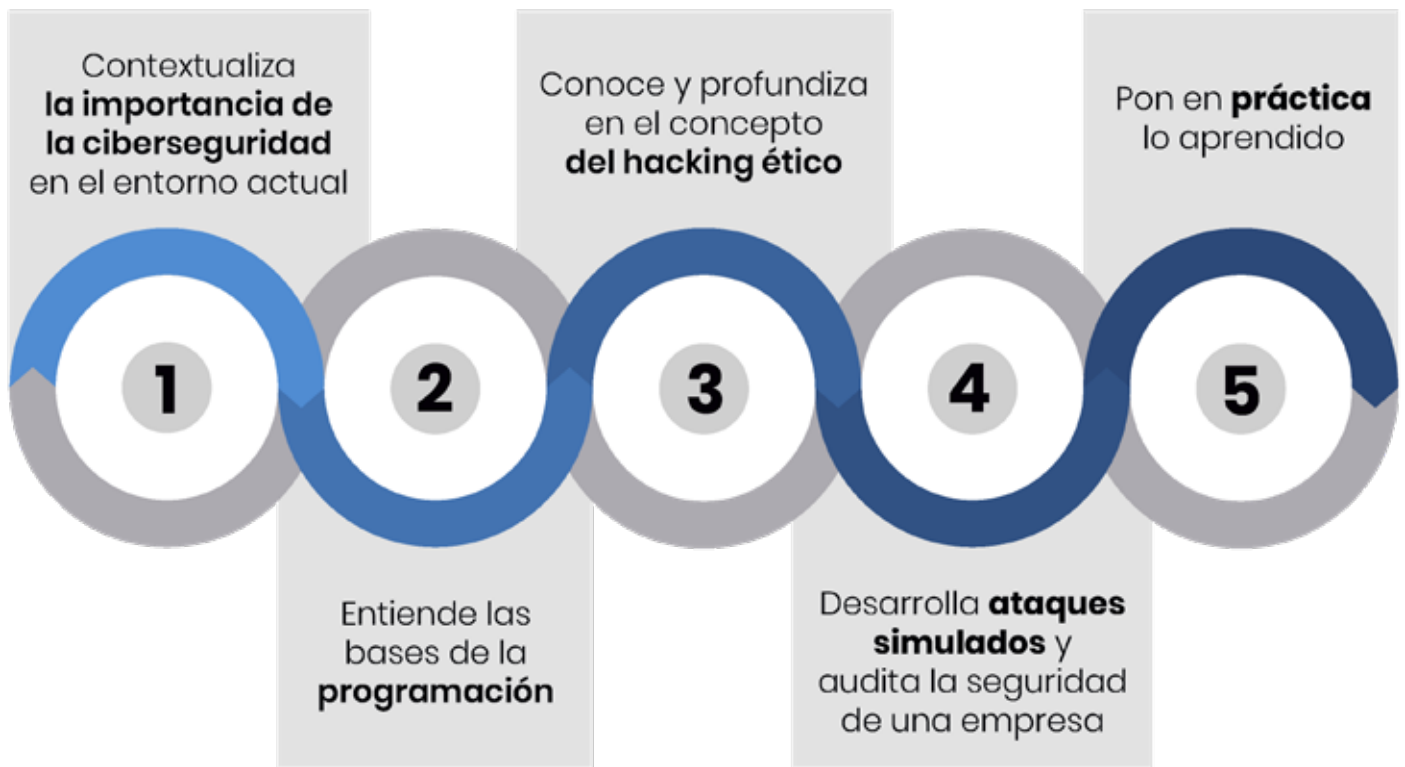 Contextualiza
la importancia de
la ciberseguridad
en el entorno actual
1
Entiende las
bases de la
programación
2
Conoce y profundiza
en el concepto
del hacking ético
3
Desarrolla ataques
simulados y
audita la seguridad
de una empresa
4
Pon en práctica
lo aprendido
5